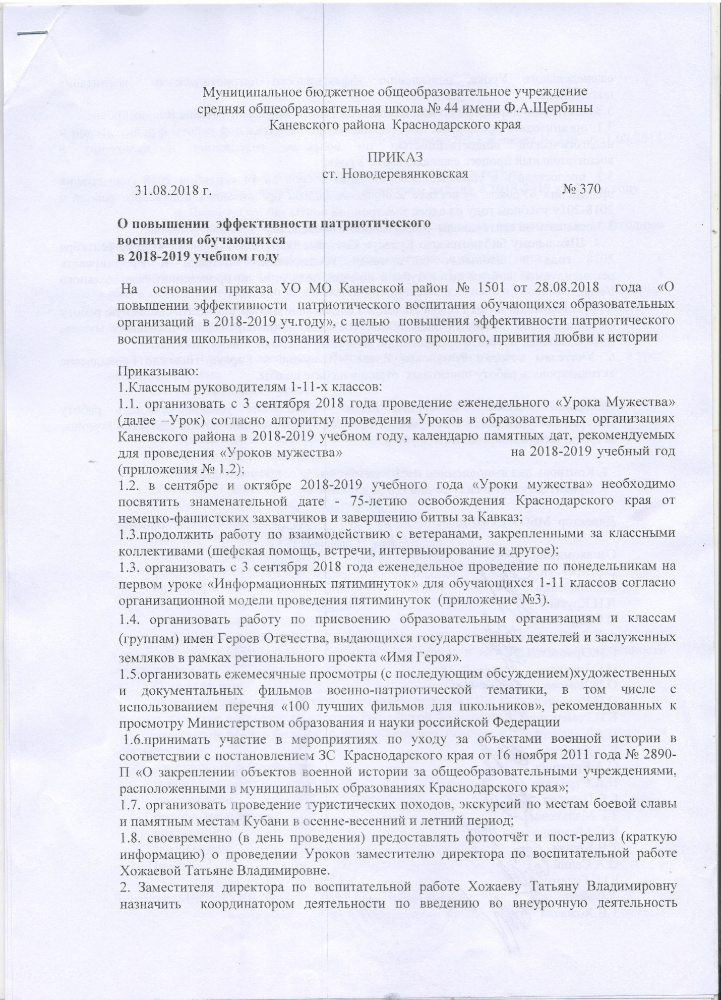 Муниципальное бюджетное общеобразовательное учреждение
средняя общеобразовательная школа № 44 имени Ф.А.Щербины
Каневского района Краснодарского края
ПРИКАЗ
ст. Новодеревянковская
31.08.2018 г. № 370
О повышении эффективности патриотического
воспитания обучающихся
в 2018-2019 учебном году
На основании приказа УО МО Каневской район № 1501 от 28.08.2018 года «О
повышении эффективности патриотического воспитания обучающихся образовательных
организаций в 2018-2019 уч.году», с целью повышения эффективности патриотического
воспитания школьников, познания исторического прошлого, привития любви к истории
Приказываю:
1.Классным руководителям 1-11-х классов:
1.1. организовать с 3 сентября 2018 года проведение еженедельного «Урока Мужества»
(далее –Урок) согласно алгоритму проведения Уроков в образовательных организациях
Каневского района в 2018-2019 учебном году, календарю памятных дат, рекомендуемых
для проведения «Уроков мужества» на 2018-2019 учебный год
(приложения № 1,2);
1.2. в сентябре и октябре 2018-2019 учебного года «Уроки мужества» необходимо
посвятить знаменательной дате - 75-летию освобождения Краснодарского края от
немецко-фашистских захватчиков и завершению битвы за Кавказ;
1.3.продолжить работу по взаимодействию с ветеранами, закрепленными за классными
коллективами (шефская помощь, встречи, интервьюирование и другое);
1.3. организовать с 3 сентября 2018 года еженедельное проведение по понедельникам на
первом уроке «Информационных пятиминуток» для обучающихся 1-11 классов согласно
организационной модели проведения пятиминуток (приложение №3).
1.4. организовать работу по присвоению образовательным организациям и классам
(группам) имен Героев Отечества, выдающихся государственных деятелей и заслуженных
земляков в рамках регионального проекта «Имя Героя».
1.5.организовать ежемесячные просмотры (с последующим обсуждением)художественных
и документальных фильмов военно-патриотической тематики, в том числе с
использованием перечня «100 лучших фильмов для школьников», рекомендованных к
просмотру Министерством образования и науки российской Федерации
1.6.принимать участие в мероприятиях по уходу за объектами военной истории в
соответствии с постановлением ЗС Краснодарского края от 16 ноября 2011 года № 2890-
П «О закреплении объектов военной истории за общеобразовательными учреждениями,
расположенными в муниципальных образованиях Краснодарского края»;
1.7. организовать проведение туристических походов, экскурсий по местам боевой славы
и памятным местам Кубани в осенне-весенний и летний период;
1.8. своевременно (в день проведения) предоставлять фотоотчёт и пост-релиз (краткую
информацию) о проведении Уроков заместителю директора по воспитательной работе
Хожаевой Татьяне Владимировне.
2. Заместителя директора по воспитательной работе Хожаеву Татьяну Владимировну
назначить координатором деятельности по введению во внеурочную деятельность